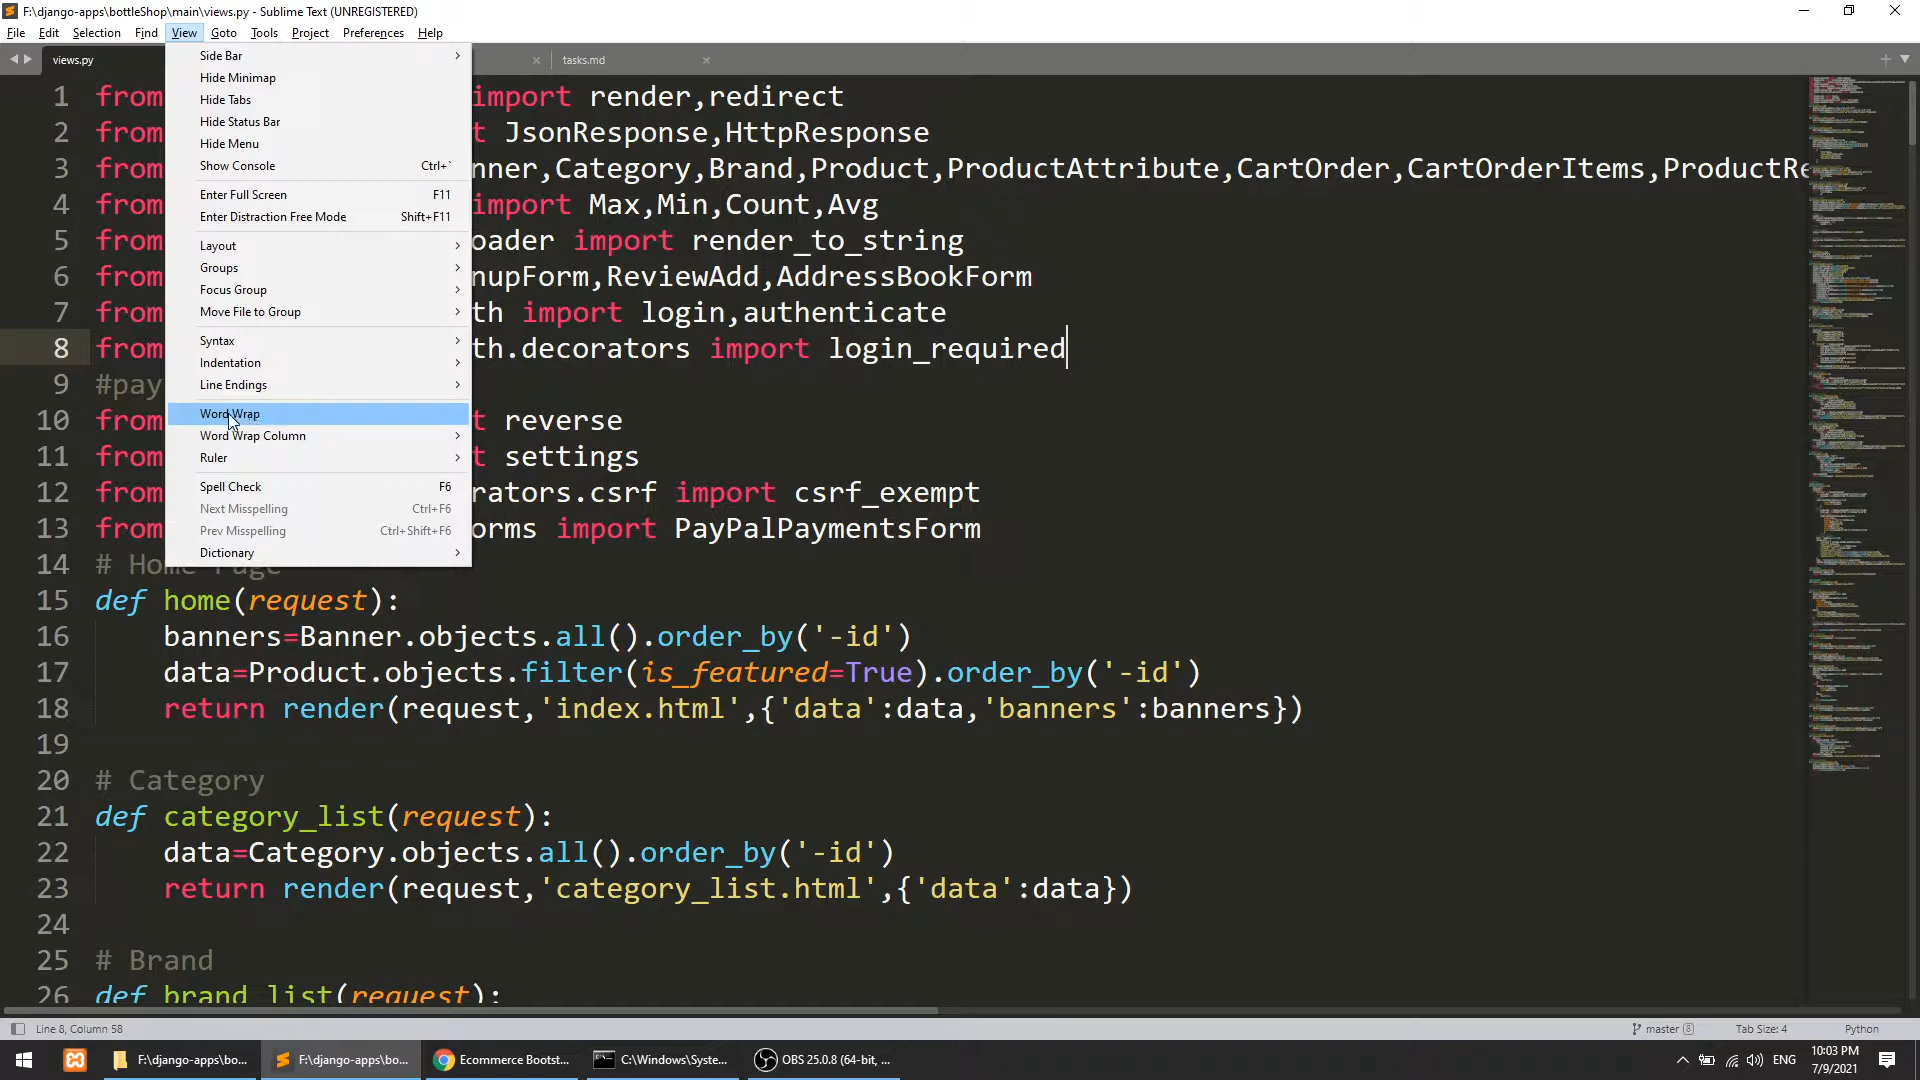 F:\django-apps\bottleShop\main\views.py - Sublime Text (UNREGISTERED)
File Edit Selection Find View Goto Tools Project Preferences Help
views.py tasks.md
Side Bar
Hide Minimap
Hide Tabs
Hide Status Bar
Hide Menu
Show Console Ctrl+`
Enter Full Screen F11
Enter Distraction Free Mode Shift+F11
Layout
Groups
Focus Group
Move File to Group
Syntax
Indentation
Line Endings
Word Wrap
Word Wrap Column
Ruler
Spell Check F6
Next Misspelling Ctrl+F6
Prev Misspelling Ctrl+Shift+F6
Dictionary
1 from import render,redirect
2 from t JsonResponse,HttpResponse
3 from nner,Category,Brand,Product,ProductAttribute,CartOrder,CartOrderItems,ProductRe
4 from import Max,Min,Count,Avg
5 from oader import render_to_string
6 from nupForm,ReviewAdd,AddressBookForm
7 from th import login,authenticate
8 from th.decorators import login_required
9 #pay
10 from t reverse
11 from t settings
12 from rators.csrf import csrf_exempt
13 from orms import PayPalPaymentsForm
14 # Home Page
15 def home(request):
16 banners=Banner.objects.all().order_by('-id')
17 data=Product.objects.filter(is_featured=True).order_by('-id')
18 return render(request,'index.html',{'data':data,'banners':banners})
19
20 # Category
21 def category_list(request):
22 data=Category.objects.all().order_by('-id')
23 return render(request,'category_list.html',{'data':data})
24
25 # Brand
26 def brand_list(request):
Line 8, Column 58 master 8 Tab Size: 4 Python
F:\django-apps\bo... F:\django-apps\bo... Ecommerce Bootst... C:\Windows\Syste... OBS 25.0.8 (64-bit, ... ENG 10:03 PM
7/9/2021